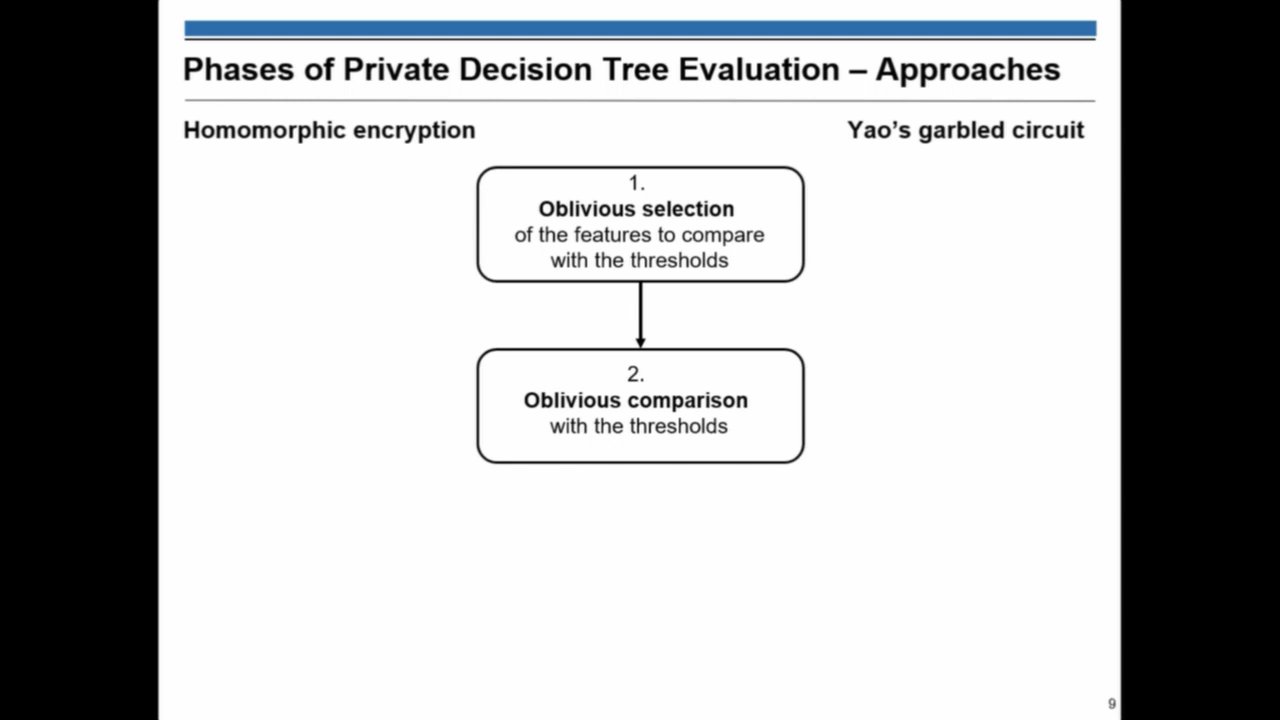 Phases of Private Decision Tree Evaluation – Approaches
Homomorphic encryption
Yao's garbled circuit
1.
Oblivious selection
of the features to compare
with the thresholds
2.
Oblivious comparison
with the thresholds
9